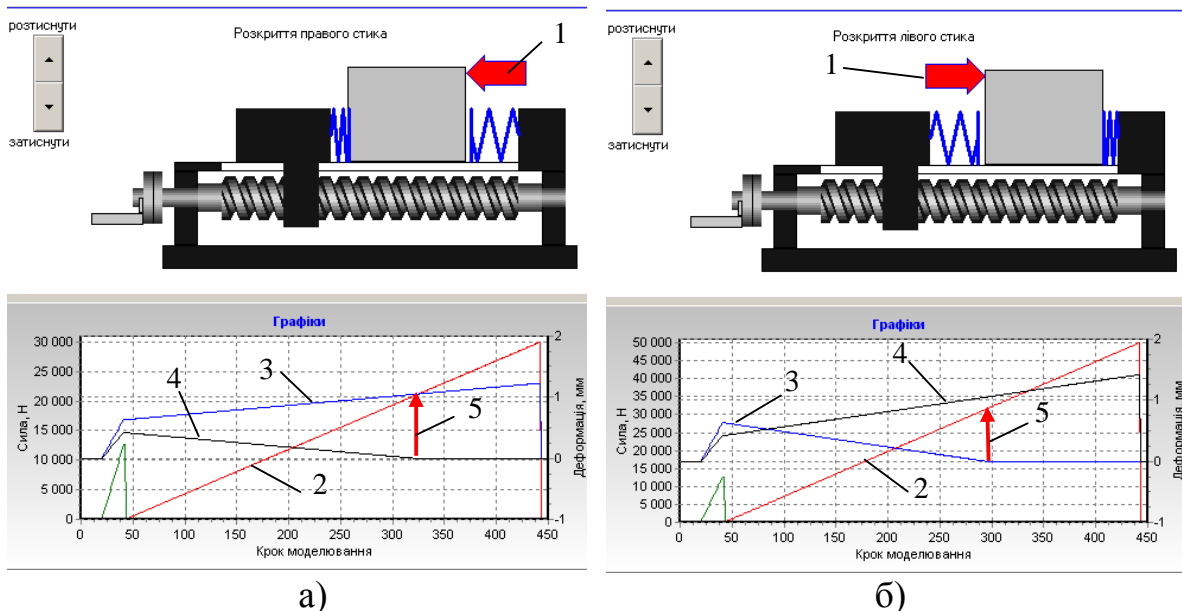 розтиснути
затиснути
Розкриття правого стика
1
Графіки
30 000
25 000
20 000
15 000
10 000
5 000
0
Сила, Н
2
1
0
-1
Деформація, мм
4
3
5
2
0 50 100 150 200 250 300 350 400 450
Крок моделювання
а)
розтиснути
затиснути
Розкриття лівого стика
1
Графіки
50 000
45 000
40 000
35 000
30 000
25 000
20 000
15 000
10 000
5 000
0
Сила, Н
2
1
0
-1
Деформація, мм
4
3
5
2
0 50 100 150 200 250 300 350 400 450
Крок моделювання
б)